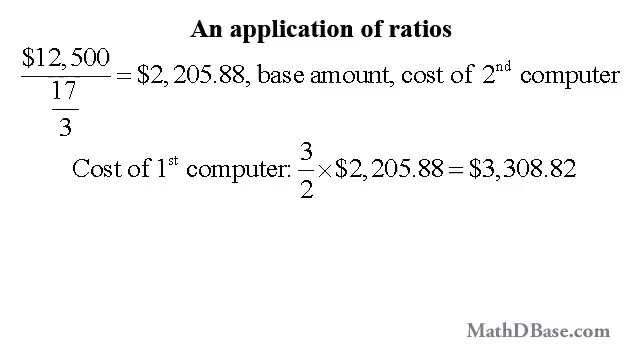 An application of ratios
$12,500 / (17/3) = $2,205.88, base amount, cost of 2nd computer
Cost of 1st computer: 3/2 × $2,205.88 = $3,308.82
MathDBase.com